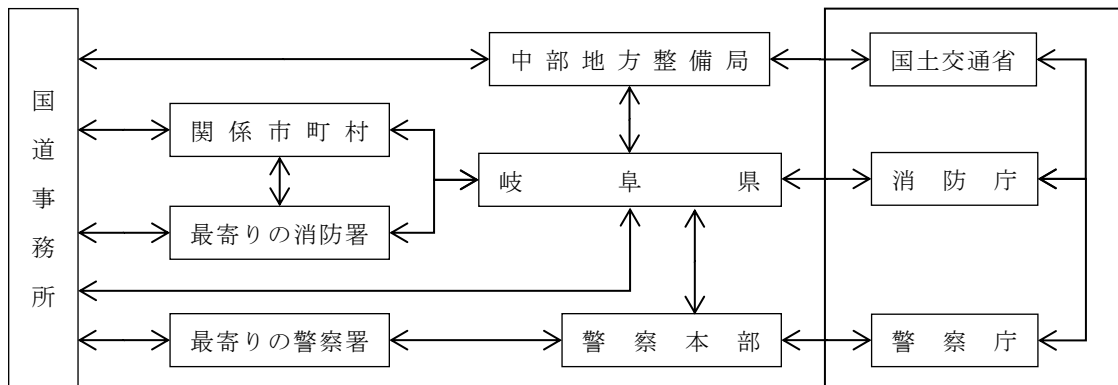 国道事務所
中部地方整備局
国土交通省
関係市町村
岐阜県
消防庁
最寄りの消防署
最寄りの警察署
警察本部
警察庁